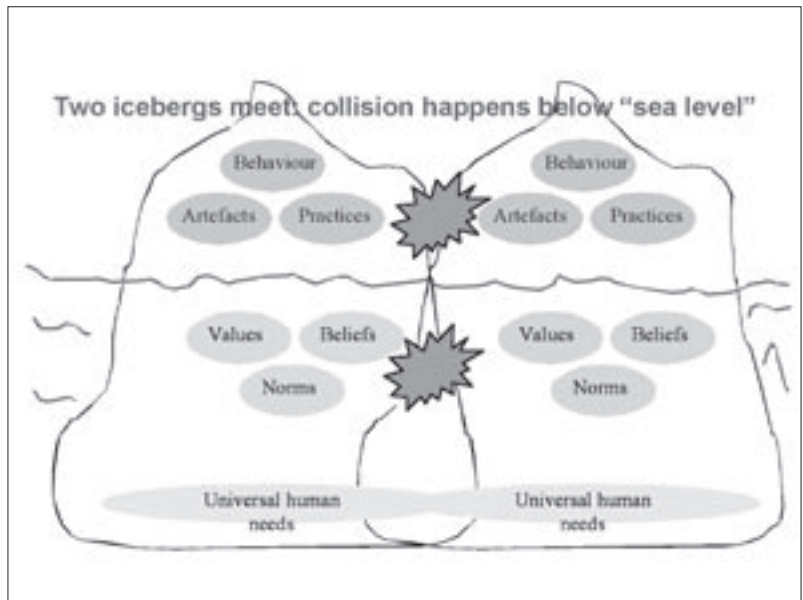 Two icebergs meet: collision happens below “sea level”
Behaviour
Artefacts
Practices
Behaviour
Artefacts
Practices
Values
Beliefs
Norms
Values
Beliefs
Norms
Universal human
needs
Universal human
needs